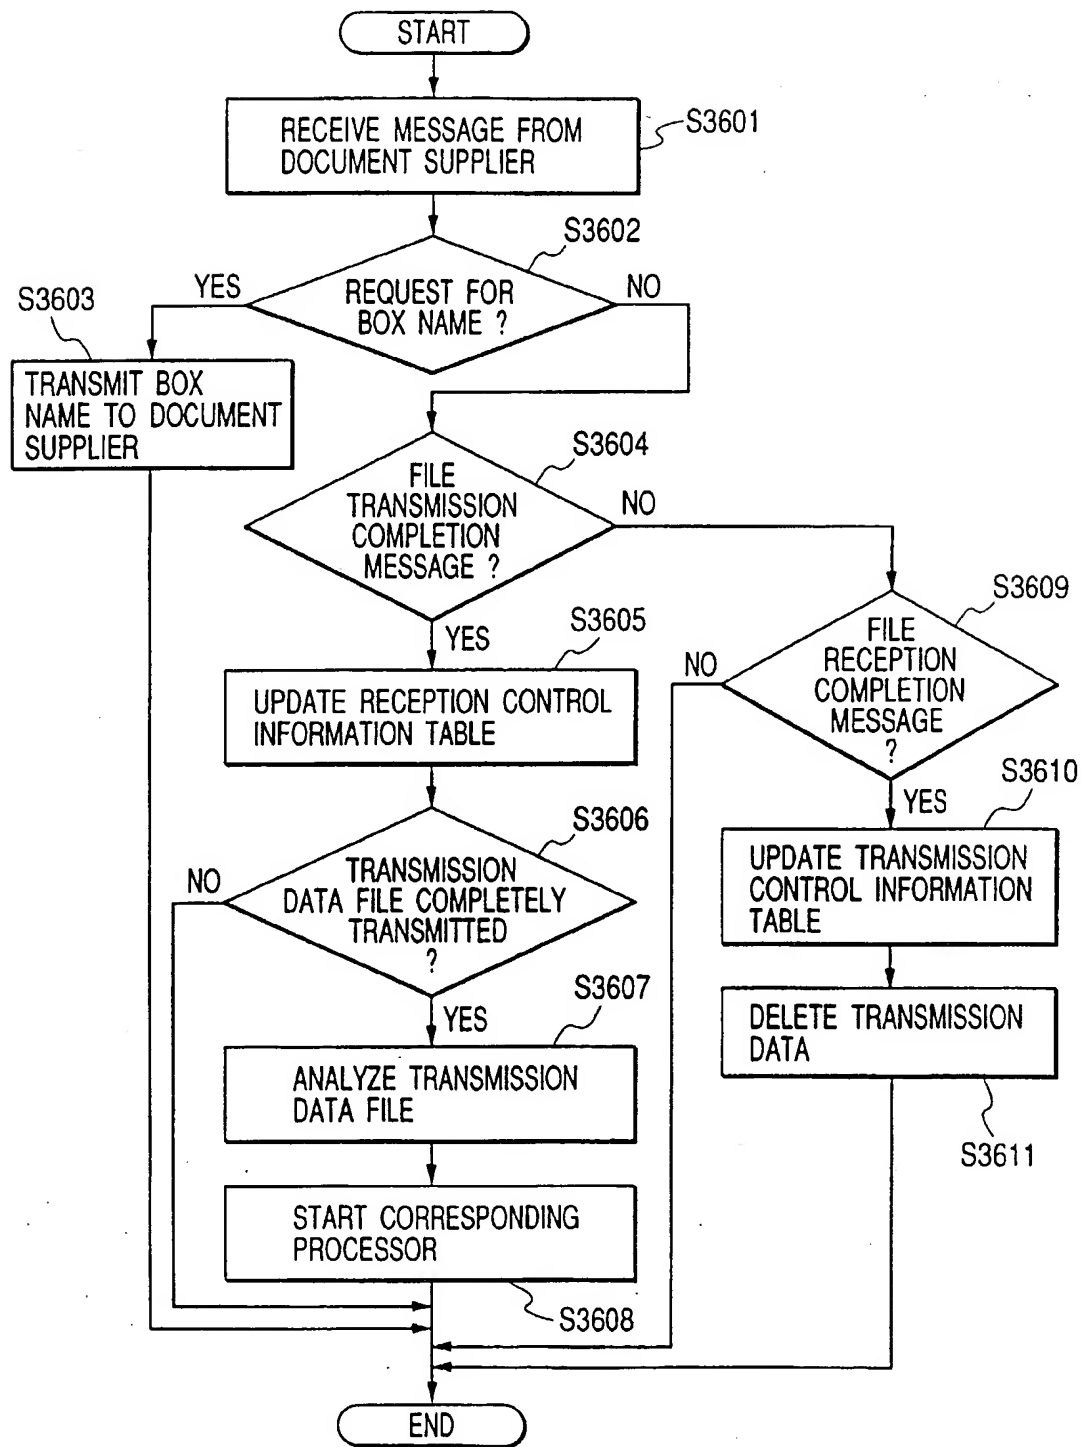 START
RECEIVE MESSAGE FROM
DOCUMENT SUPPLIER
S3601
S3602
REQUEST FOR
BOX NAME ?
YES
NO
S3603
TRANSMIT BOX
NAME TO DOCUMENT
SUPPLIER
S3604
FILE
TRANSMISSION
COMPLETION
MESSAGE ?
NO
YES
S3605
UPDATE RECEPTION CONTROL
INFORMATION TABLE
S3609
FILE
RECEPTION
COMPLETION
MESSAGE
?
NO
YES
S3610
UPDATE TRANSMISSION
CONTROL INFORMATION
TABLE
S3606
TRANSMISSION
DATA FILE COMPLETELY
TRANSMITTED
?
NO
YES
S3607
ANALYZE TRANSMISSION
DATA FILE
DELETE TRANSMISSION
DATA
S3611
START CORRESPONDING
PROCESSOR
S3608
END